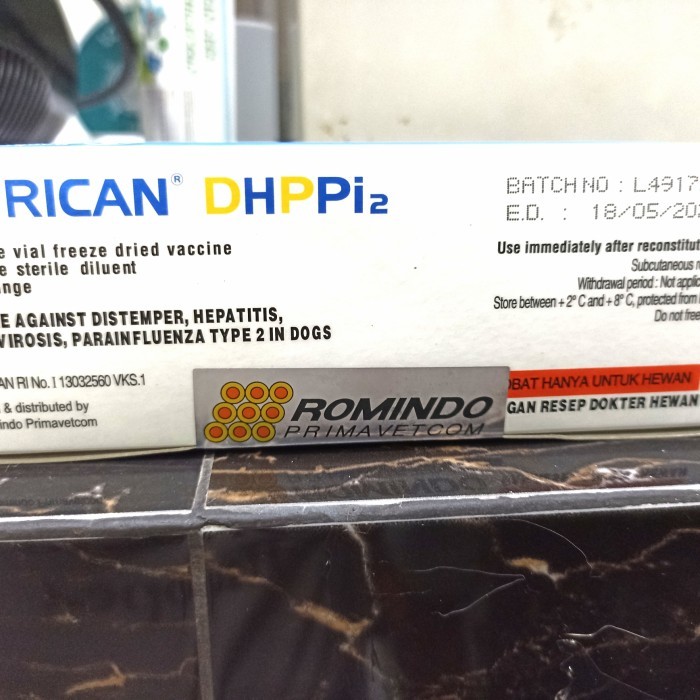 RICAN® DHPPi2
e vial freeze dried vaccine
e sterile diluent
nge
E AGAINST DISTEMPER, HEPATITIS,
VIROSIS, PARAINFLUENZA TYPE 2 IN DOGS
AN RI No. I 13032560 VKS.1
& distributed by
indo Primavetcom
ROMINDO
PRIMAVETCOM
BATCH NO : L4917
E.D. : 18/05/20
Use immediately after reconstitut
Subcutaneous r
Withdrawal period : Not applic
Store between + 2° C and + 8° C, protected from
Do not free
OBAT HANYA UNTUK HEWAN
GAN RESEP DOKTER HEWAN